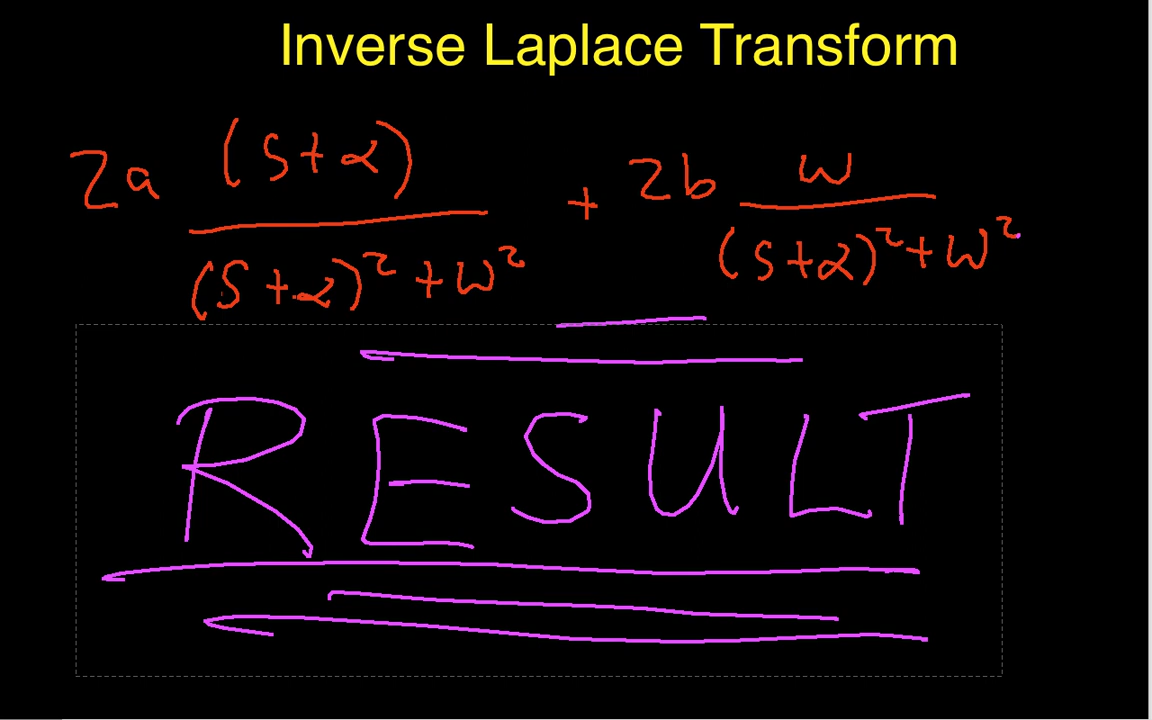 Inverse Laplace Transform
2a (s+α)/((s+α)²+w²) + 2b w/((s+α)²+w²)
RESULT